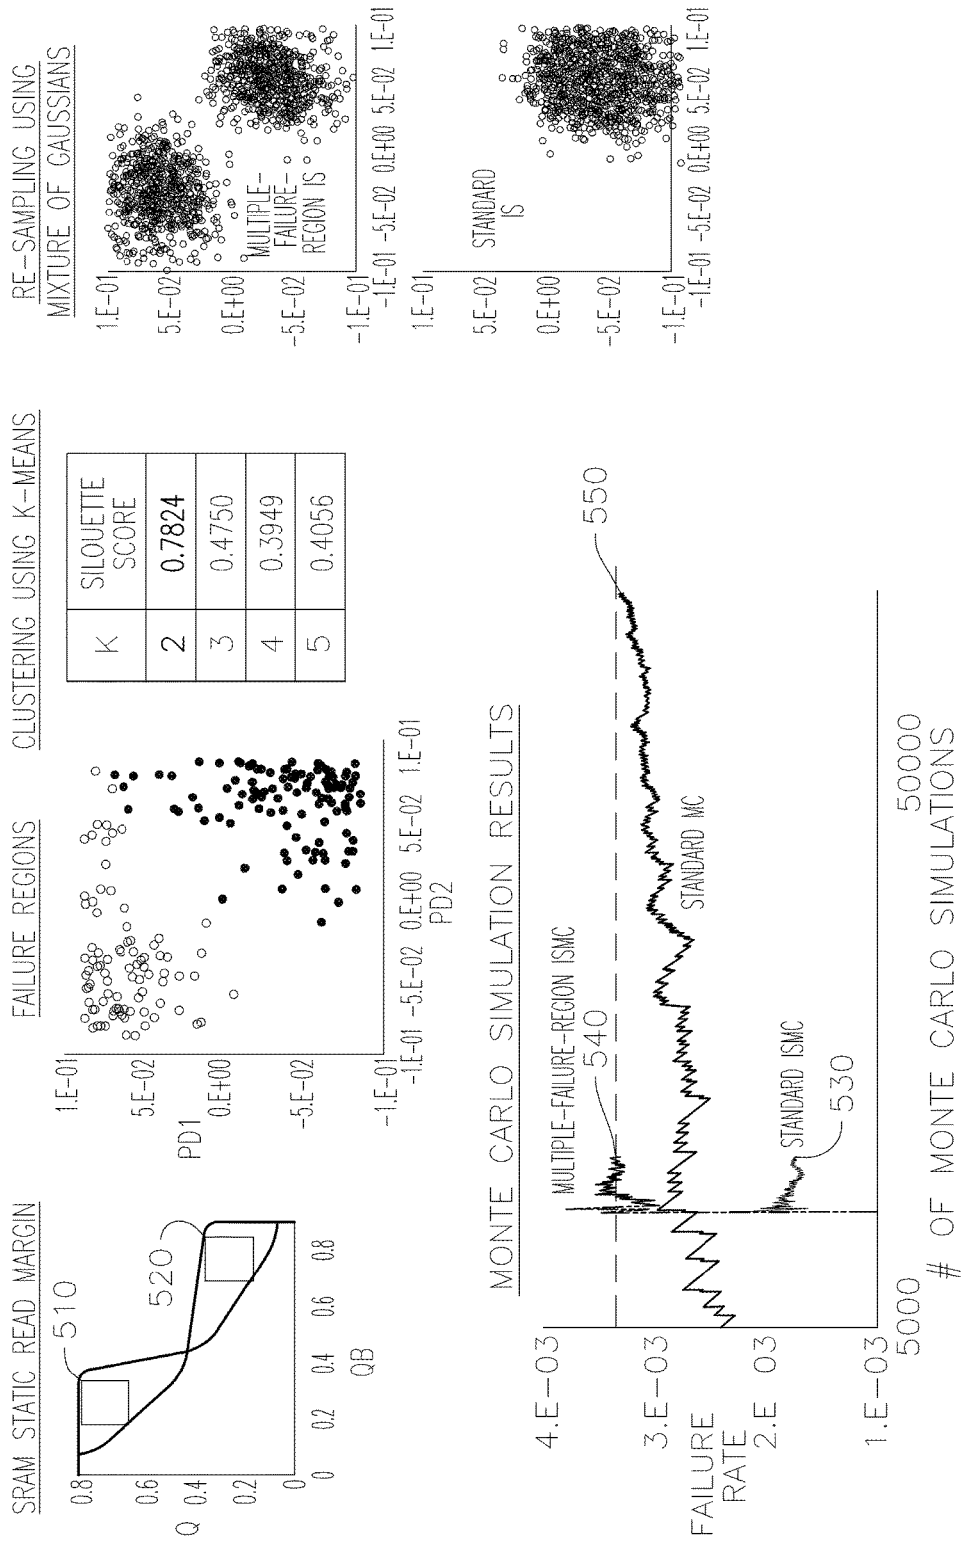 SRAM STATIC READ MARGIN
510
520
0.8
0.6
0.4
0.2
0
Q
0
0.2
0.4
0.6
0.8
QB
FAILURE REGIONS
1.E-01
5.E-02
0.E+00
-5.E-02
-1.E-01
PD1
-1.E-01 -5.E-02 0.E+00 5.E-02 1.E-01
PD2
CLUSTERING USING K-MEANS
K SILOUETTE SCORE
2 0.7824
3 0.4750
4 0.3949
5 0.4056
RE-SAMPLING USING
MIXTURE OF GAUSSIANS
1.E-01
5.E-02
0.E+00
-5.E-02
-1.E-01
MULTIPLE-
FAILURE-
REGION IS
-1.E-01 -5.E-02 0.E+00 5.E-02 1.E-01
1.E-01
5.E-02
0.E+00
-5.E-02
-1.E-01
STANDARD
IS
-1.E-01 -5.E-02 0.E+00 5.E-02 1.E-01
MONTE CARLO SIMULATION RESULTS
4.E-03
3.E-03
2.E 03
1.E-03
FAILURE
RATE
MULTIPLE-FAILURE-REGION ISMC
540
550
STANDARD MC
STANDARD ISMC
530
5000
50000
# OF MONTE CARLO SIMULATIONS